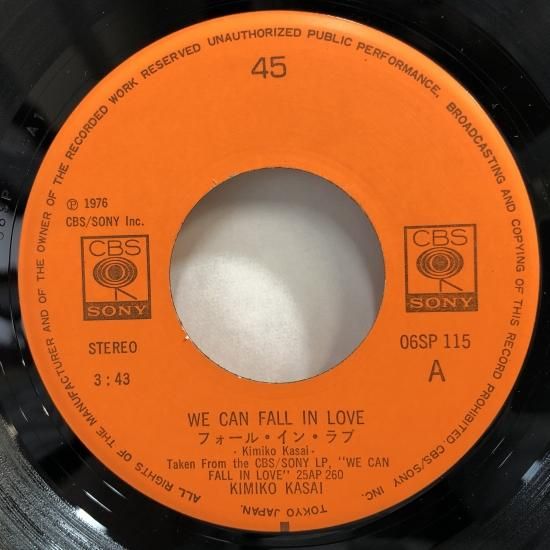 ALL RIGHTS OF THE MANUFACTURER AND OF THE OWNER OF THE RECORDED WORK RESERVED UNAUTHORIZED PUBLIC PERFORMANCE, BROADCASTING AND COPYING OF THIS RECORD PROHIBITED. CBS/SONY INC. TOKYO JAPAN.
45
℗ 1976
CBS/SONY Inc.
CBS
SONY
CBS
SONY
STEREO
3:43
06SP 115
A
WE CAN FALL IN LOVE
フォール・イン・ラブ
- Kimiko Kasai -
Taken From the CBS/SONY LP, "WE CAN
FALL IN LOVE" 25AP 260
KIMIKO KASAI